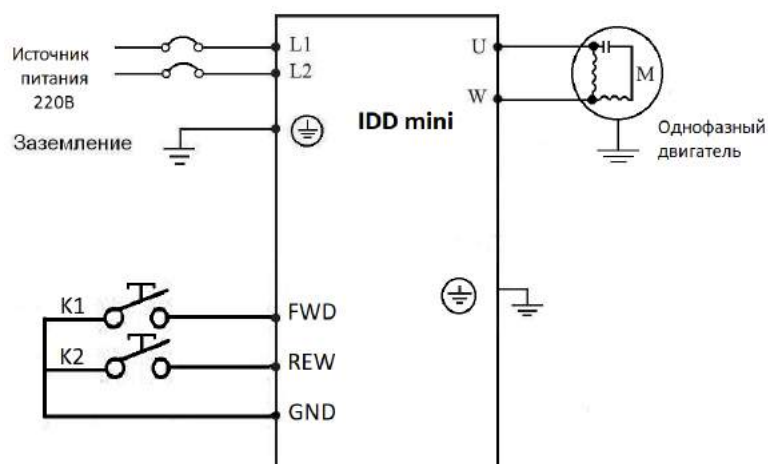 Источник
питания
220В
Заземление
L1
L2
IDD mini
U
W
M
Однофазный
двигатель
K1
K2
FWD
REW
GND